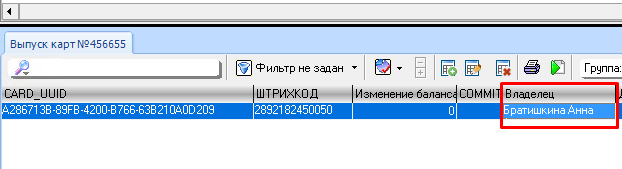 Выпуск карт №456655
Фильтр не задан
Группа:
CARD_UUID ШТРИХКОД Изменение баланса COMMIT Владелец
A286713B-89FB-4200-B766-63B210A0D209 2892182450050 0 Братишкина Анна